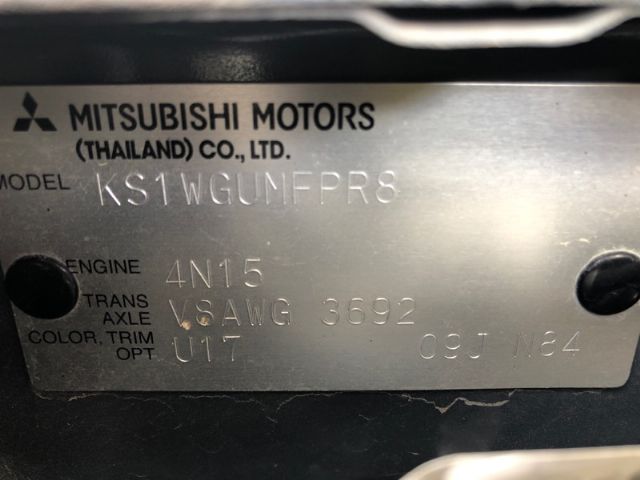 MITSUBISHI MOTORS
(THAILAND) CO., LTD.
MODEL KS1WGUMFPR8
ENGINE 4N15
TRANS AXLE V8AWG 3692
COLOR, TRIM OPT U17 09J N84